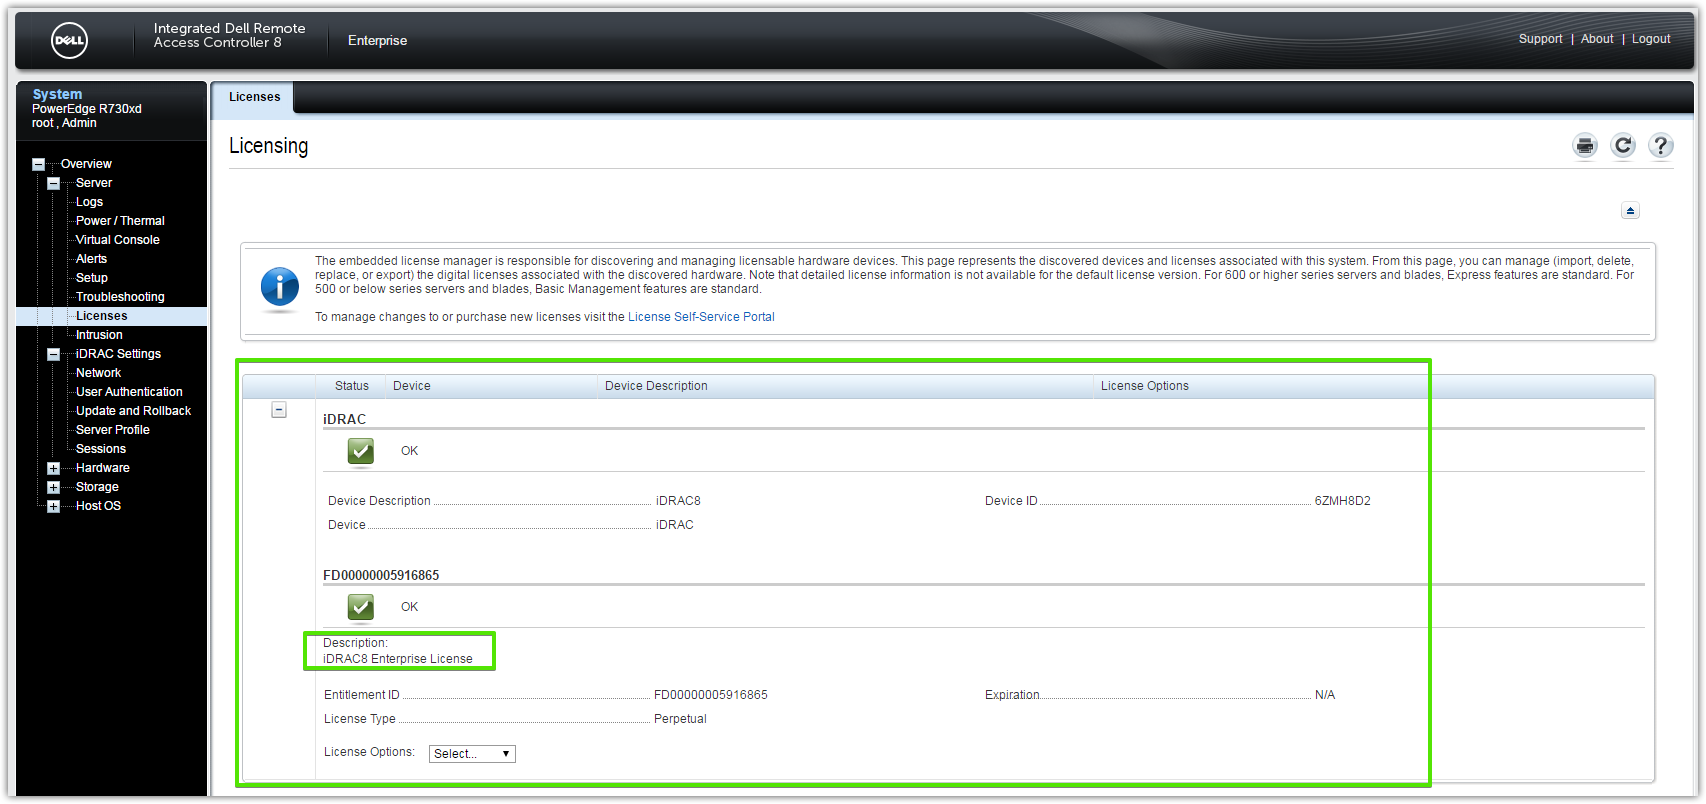 DELL
Integrated Dell Remote
Access Controller 8
Enterprise
Support | About | Logout
System
PowerEdge R730xd
root , Admin
Overview
Server
Logs
Power / Thermal
Virtual Console
Alerts
Setup
Troubleshooting
Licenses
Intrusion
iDRAC Settings
Network
User Authentication
Update and Rollback
Server Profile
Sessions
Hardware
Storage
Host OS
Licenses
Licensing
The embedded license manager is responsible for discovering and managing licensable hardware devices. This page represents the discovered devices and licenses associated with this system. From this page, you can manage (import, delete,
replace, or export) the digital licenses associated with the discovered hardware. Note that detailed license information is not available for the default license version. For 600 or higher series servers and blades, Express features are standard. For
500 or below series servers and blades, Basic Management features are standard.
To manage changes to or purchase new licenses visit the License Self-Service Portal
Status Device Device Description License Options
iDRAC
OK
Device Description iDRAC8 Device ID 6ZMH8D2
Device iDRAC
FD00000005916865
OK
Description:
iDRAC8 Enterprise License
Entitlement ID FD00000005916865 Expiration N/A
License Type Perpetual
License Options: Select...